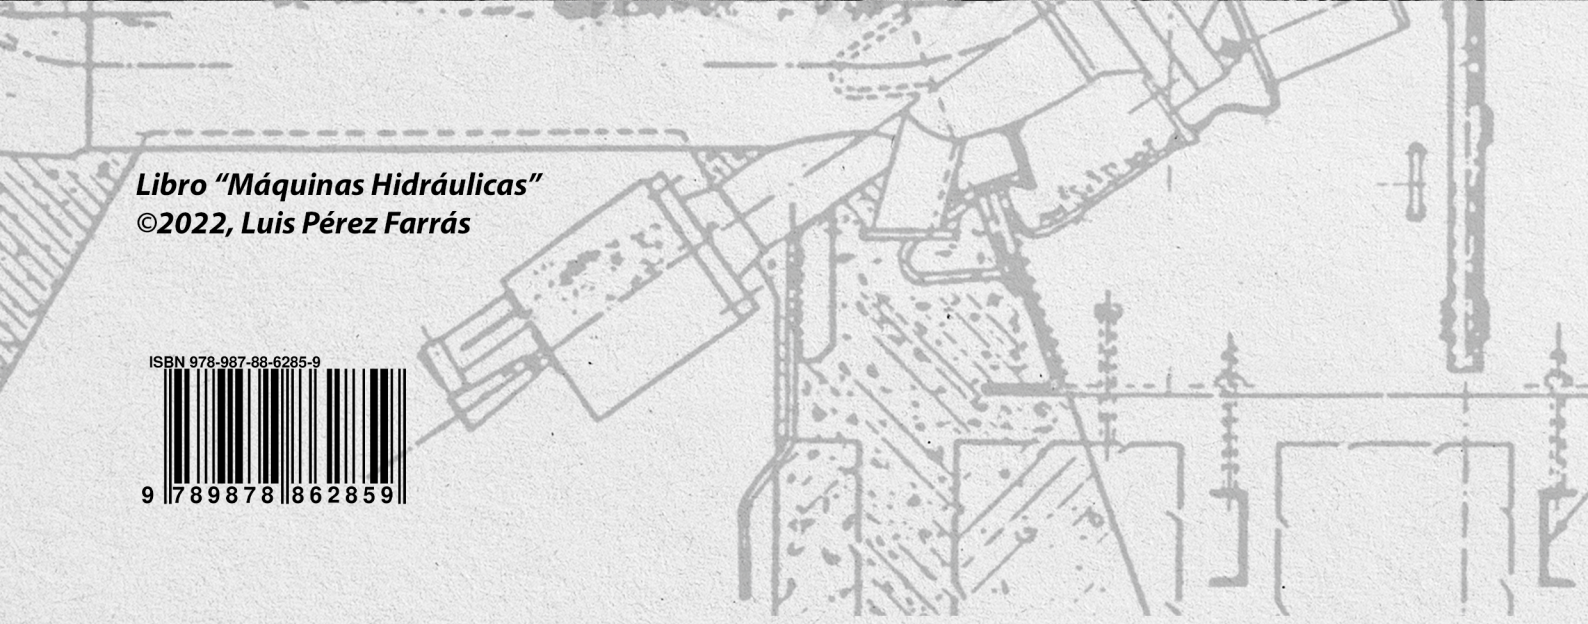 Libro “Máquinas Hidráulicas”
©2022, Luis Pérez Farrás
ISBN 978-987-88-6285-9
9 789878 862859